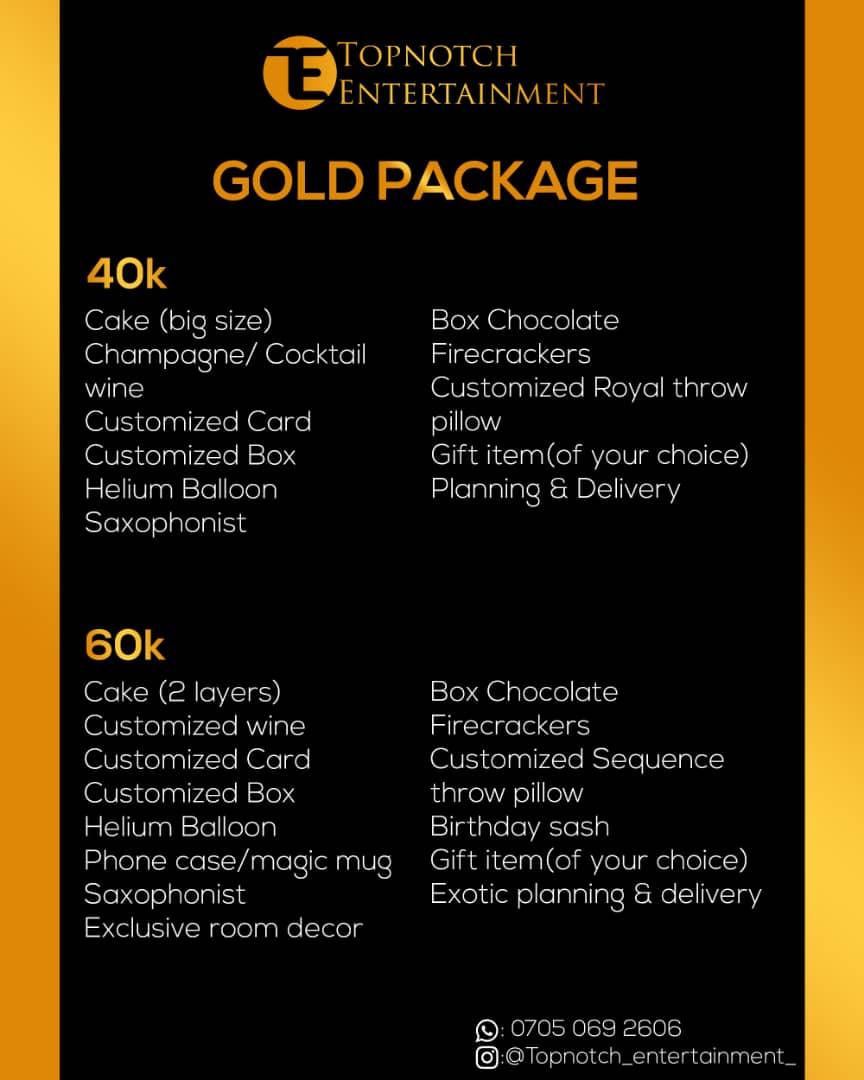 TE
TOPNOTCH
ENTERTAINMENT
GOLD PACKAGE
40k
Cake (big size)
Champagne/ Cocktail
wine
Customized Card
Customized Box
Helium Balloon
Saxophonist
Box Chocolate
Firecrackers
Customized Royal throw
pillow
Gift item(of your choice)
Planning & Delivery
60k
Cake (2 layers)
Customized wine
Customized Card
Customized Box
Helium Balloon
Phone case/magic mug
Saxophonist
Exclusive room decor
Box Chocolate
Firecrackers
Customized Sequence
throw pillow
Birthday sash
Gift item(of your choice)
Exotic planning & delivery
: 0705 069 2606
:@Topnotch_entertainment_